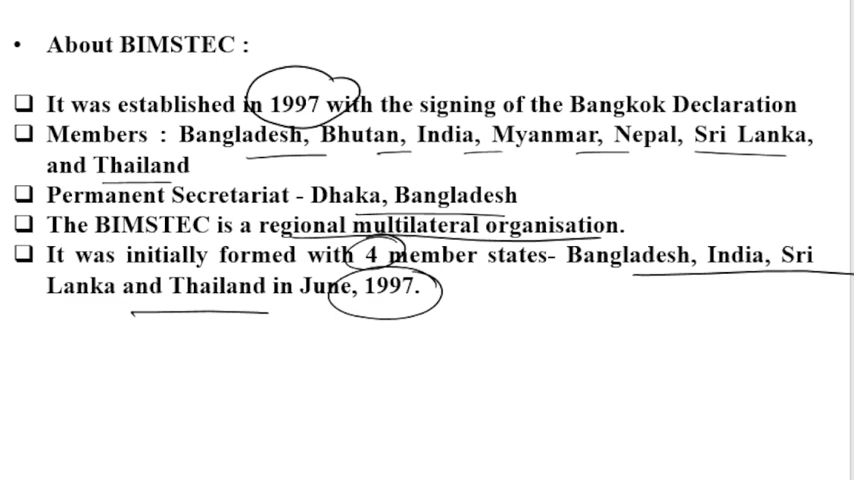 • About BIMSTEC :
❑ It was established in 1997 with the signing of the Bangkok Declaration
❑ Members : Bangladesh, Bhutan, India, Myanmar, Nepal, Sri Lanka,
and Thailand
❑ Permanent Secretariat - Dhaka, Bangladesh
❑ The BIMSTEC is a regional multilateral organisation.
❑ It was initially formed with 4 member states- Bangladesh, India, Sri
Lanka and Thailand in June, 1997.